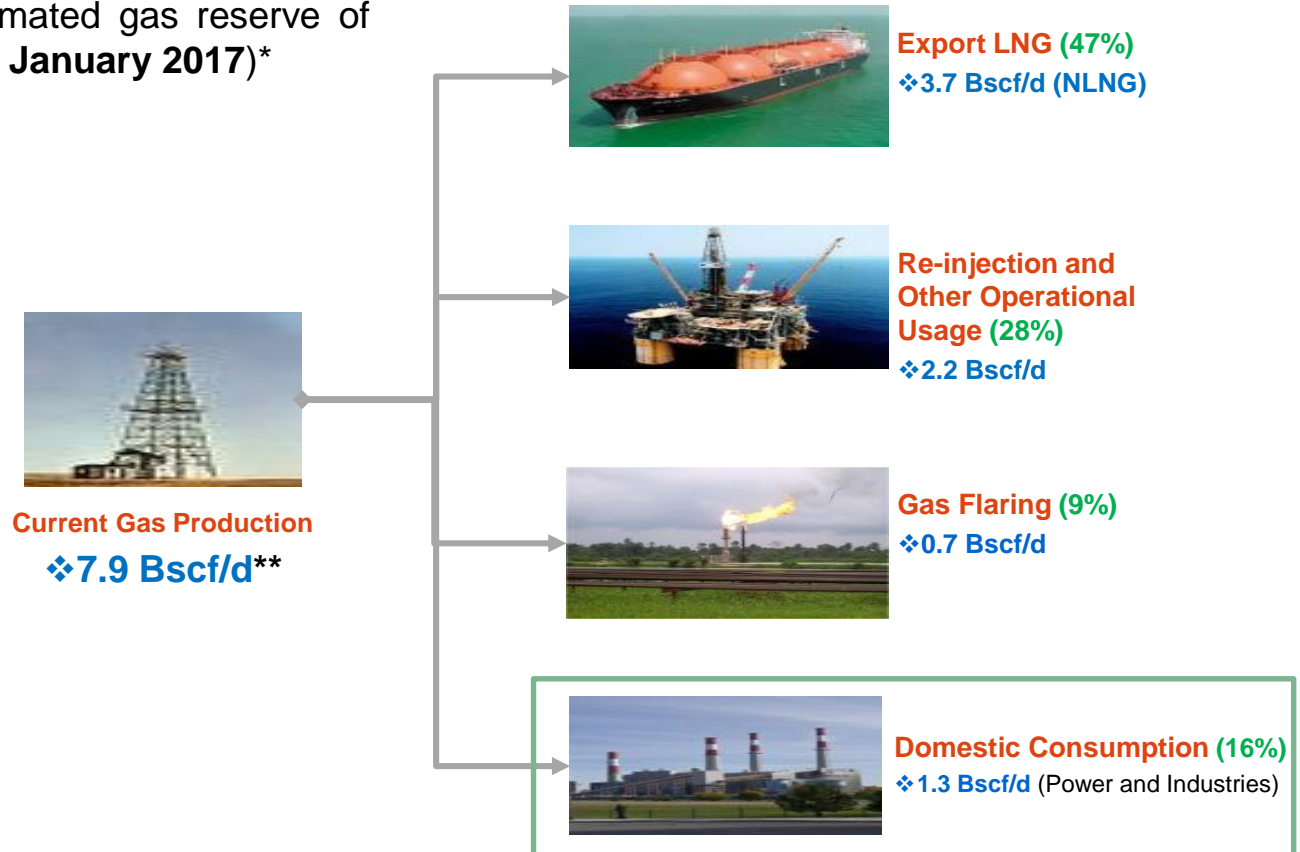 mated gas reserve of
January 2017)*
Export LNG (47%)
❖3.7 Bscf/d (NLNG)
Re-injection and
Other Operational
Usage (28%)
❖2.2 Bscf/d
Current Gas Production
❖7.9 Bscf/d**
Gas Flaring (9%)
❖0.7 Bscf/d
Domestic Consumption (16%)
❖1.3 Bscf/d (Power and Industries)